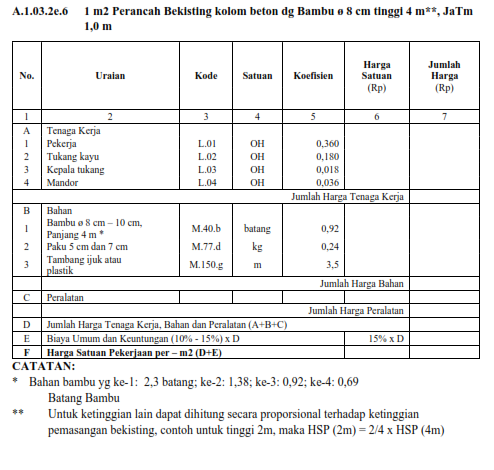 A.1.03.2e.6 1 m2 Perancah Bekisting kolom beton dg Bambu ø 8 cm tinggi 4 m**, JaTm
1,0 m
No. Uraian Kode Satuan Koefisien Harga Satuan (Rp) Jumlah Harga (Rp)
1 2 3 4 5 6 7
A Tenaga Kerja
1 Pekerja L.01 OH 0,360
2 Tukang kayu L.02 OH 0,180
3 Kepala tukang L.03 OH 0,018
4 Mandor L.04 OH 0,036
Jumlah Harga Tenaga Kerja
B Bahan
1 Bambu ø 8 cm – 10 cm, Panjang 4 m * M.40.b batang 0,92
2 Paku 5 cm dan 7 cm M.77.d kg 0,24
3 Tambang ijuk atau plastik M.150.g m 3,5
Jumlah Harga Bahan
C Peralatan
Jumlah Harga Peralatan
D Jumlah Harga Tenaga Kerja, Bahan dan Peralatan (A+B+C)
E Biaya Umum dan Keuntungan (10% - 15%) x D 15% x D
F Harga Satuan Pekerjaan per – m2 (D+E)
CATATAN:
* Bahan bambu yg ke-1: 2,3 batang; ke-2: 1,38; ke-3: 0,92; ke-4: 0,69
Batang Bambu
** Untuk ketinggian lain dapat dihitung secara proporsional terhadap ketinggian
pemasangan bekisting, contoh untuk tinggi 2m, maka HSP (2m) = 2/4 x HSP (4m)